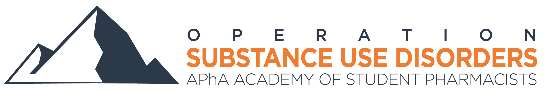 OPERATION
SUBSTANCE USE DISORDERS
APhA ACADEMY OF STUDENT PHARMACISTS